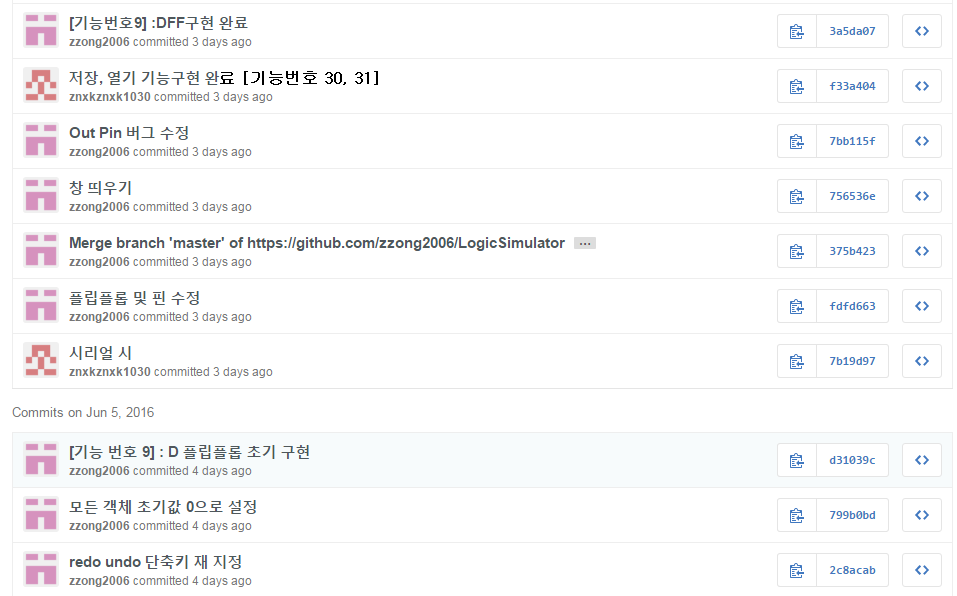 [기능번호9] :DFF구현 완료
zzong2006 committed 3 days ago
3a5da07
저장, 열기 기능구현 완료 [기능번호 30, 31]
znxkznxk1030 committed 3 days ago
f33a404
Out Pin 버그 수정
zzong2006 committed 3 days ago
7bb115f
창 띄우기
zzong2006 committed 3 days ago
756536e
Merge branch 'master' of https://github.com/zzong2006/LogicSimulator ...
zzong2006 committed 3 days ago
375b423
플립플롭 및 핀 수정
zzong2006 committed 3 days ago
fdfd663
시리얼 시
znxkznxk1030 committed 3 days ago
7b19d97
Commits on Jun 5, 2016
[기능 번호 9] : D 플립플롭 초기 구현
zzong2006 committed 4 days ago
d31039c
모든 객체 초기값 0으로 설정
zzong2006 committed 4 days ago
799b0bd
redo undo 단축키 재 지정
zzong2006 committed 4 days ago
2c8acab